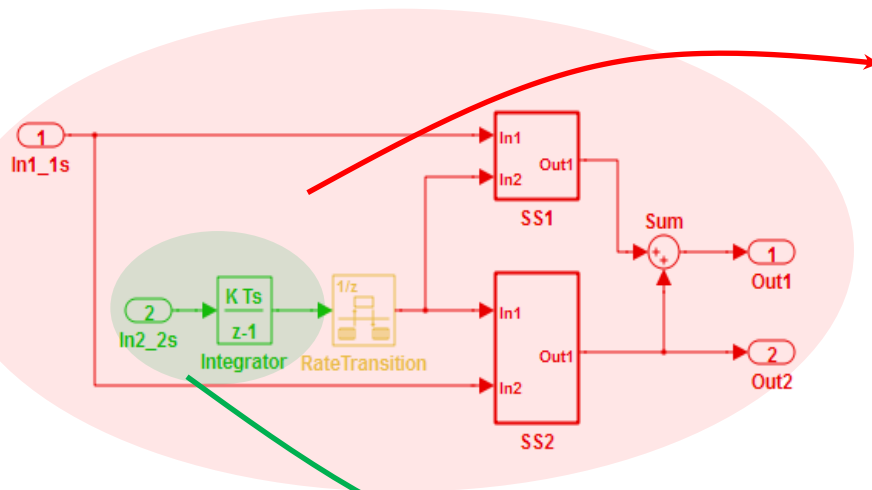 1
In1_1s
In1
In2
Out1
SS1
Sum
+
+
1
Out1
2
In2_2s
K Ts
z-1
Integrator
1/z
RateTransition
In1
In2
Out1
SS2
2
Out2